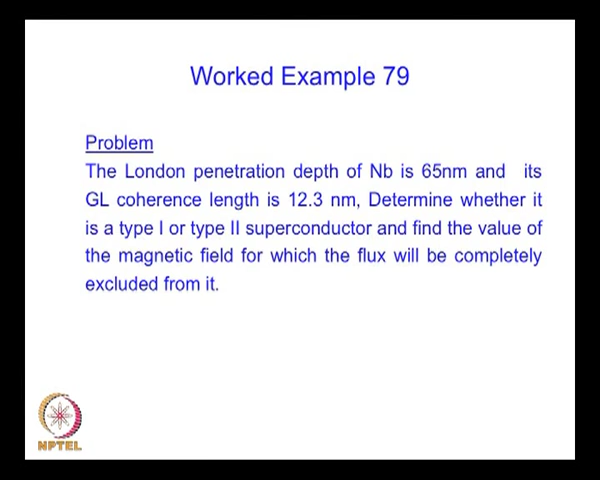 Worked Example 79
Problem
The London penetration depth of Nb is 65nm and its
GL coherence length is 12.3 nm, Determine whether it
is a type I or type II superconductor and find the value of
the magnetic field for which the flux will be completely
excluded from it.
NPTEL